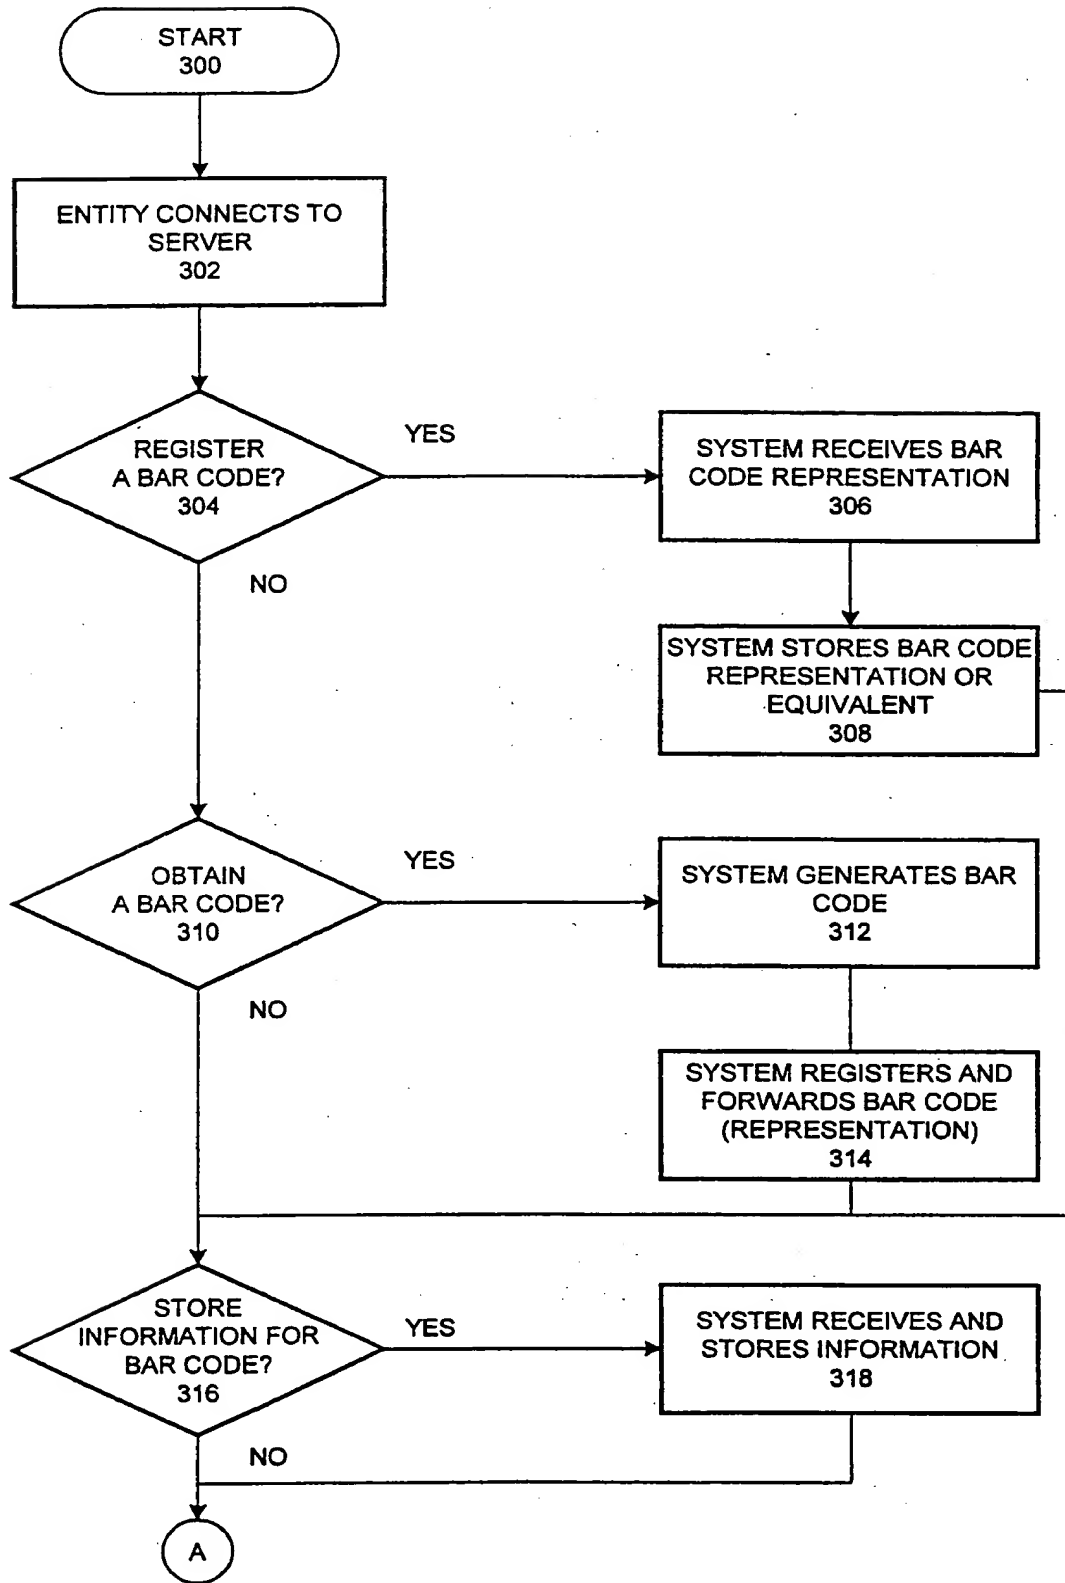 START
300
ENTITY CONNECTS TO
SERVER
302
REGISTER
A BAR CODE?
304
YES
NO
SYSTEM RECEIVES BAR
CODE REPRESENTATION
306
SYSTEM STORES BAR CODE
REPRESENTATION OR
EQUIVALENT
308
OBTAIN
A BAR CODE?
310
YES
NO
SYSTEM GENERATES BAR
CODE
312
SYSTEM REGISTERS AND
FORWARDS BAR CODE
(REPRESENTATION)
314
STORE
INFORMATION FOR
BAR CODE?
316
YES
NO
SYSTEM RECEIVES AND
STORES INFORMATION
318
A